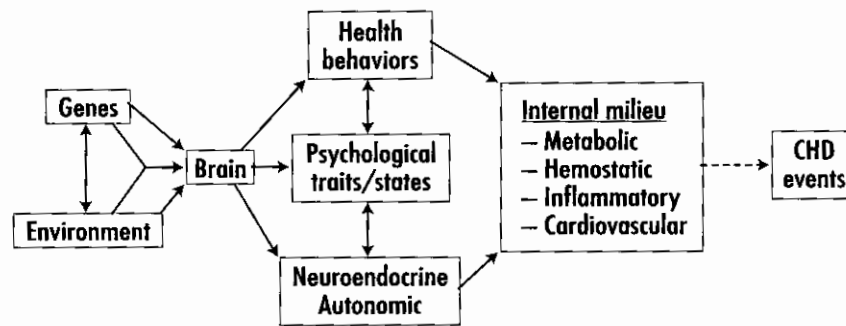 Health
behaviors
Genes
Brain
Environment
Psychological
traits/states
Neuroendocrine
Autonomic
Internal milieu
– Metabolic
– Hemostatic
– Inflammatory
– Cardiovascular
CHD
events